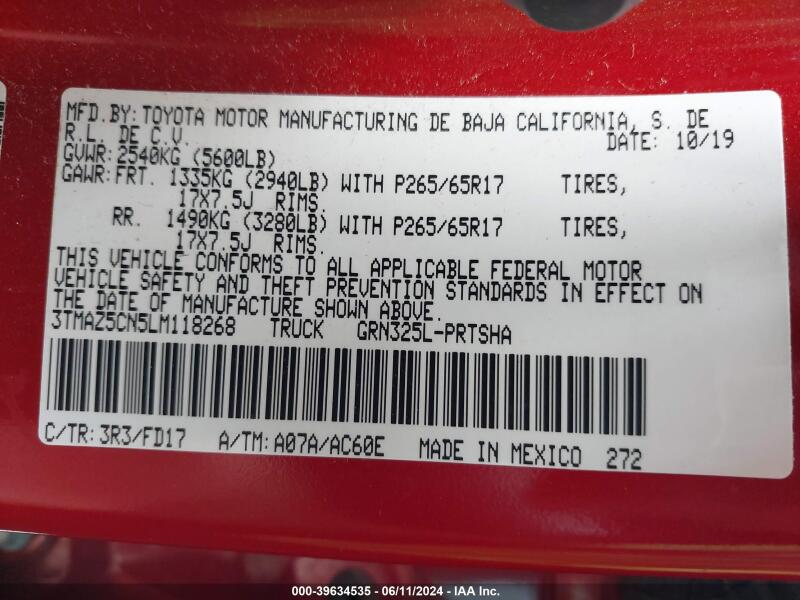 MFD.BY:TOYOTA MOTOR MANUFACTURING DE BAJA CALIFORNIA, S. DE
R.L. DE C.V. DATE: 10/19
GVWR:2540KG (5600LB)
GAWR:FRT. 1335KG (2940LB) WITH P265/65R17 TIRES,
17X7.5J RIMS.
RR. 1490KG (3280LB) WITH P265/65R17 TIRES,
17X7.5J RIMS.
THIS VEHICLE CONFORMS TO ALL APPLICABLE FEDERAL MOTOR
VEHICLE SAFETY AND THEFT PREVENTION STANDARDS IN EFFECT ON
THE DATE OF MANUFACTURE SHOWN ABOVE.
3TMAZ5CN5LM118268 TRUCK GRN325L-PRTSHA
C/TR:3R3/FD17 A/TM:A07A/AC60E MADE IN MEXICO 272
000-39634535 - 06/11/2024 - IAA Inc.